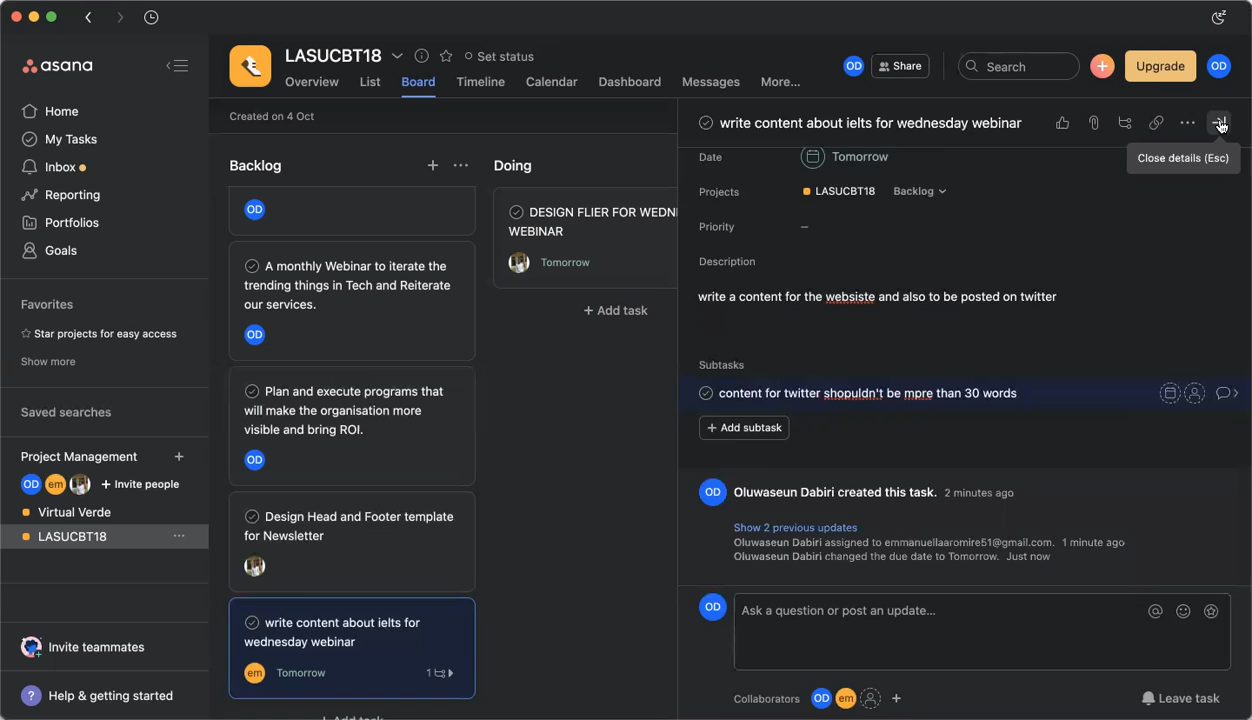 asana
Home
My Tasks
Inbox
Reporting
Portfolios
Goals
Favorites
Star projects for easy access
Show more
Saved searches
Project Management +
OD em + Invite people
Virtual Verde
LASUCBT18 ...
Invite teammates
? Help & getting started
LASUCBT18 Set status
Overview List Board Timeline Calendar Dashboard Messages More...
OD Share Search + Upgrade OD
Created on 4 Oct
Backlog + ...
OD
A monthly Webinar to iterate the
trending things in Tech and Reiterate
our services.
OD
Plan and execute programs that
will make the organisation more
visible and bring ROI.
OD
Design Head and Footer template
for Newsletter
write content about ielts for
wednesday webinar
em Tomorrow 1
+ Add task
Doing
DESIGN FLIER FOR WEDN
WEBINAR
Tomorrow
+ Add task
write content about ielts for wednesday webinar
Close details (Esc)
Date Tomorrow
Projects LASUCBT18 Backlog
Priority –
Description
write a content for the websiste and also to be posted on twitter
Subtasks
content for twitter shopuldn't be mpre than 30 words
+ Add subtask
OD Oluwaseun Dabiri created this task. 2 minutes ago
Show 2 previous updates
Oluwaseun Dabiri assigned to emmanuellaaromire51@gmail.com. 1 minute ago
Oluwaseun Dabiri changed the due date to Tomorrow. Just now
OD Ask a question or post an update...
Collaborators OD em + Leave task